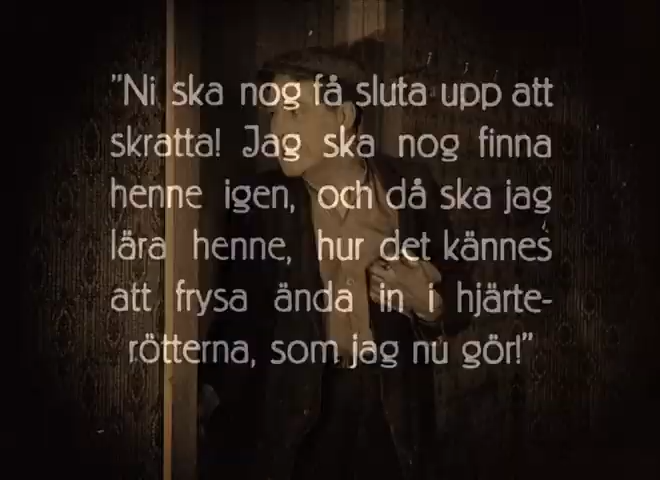 "Ni ska nog få sluta upp att
skratta! Jag ska nog finna
henne igen, och då ska jag
lära henne, hur det kännes
att frysa ända in i hjärte-
rötterna, som jag nu gör!"